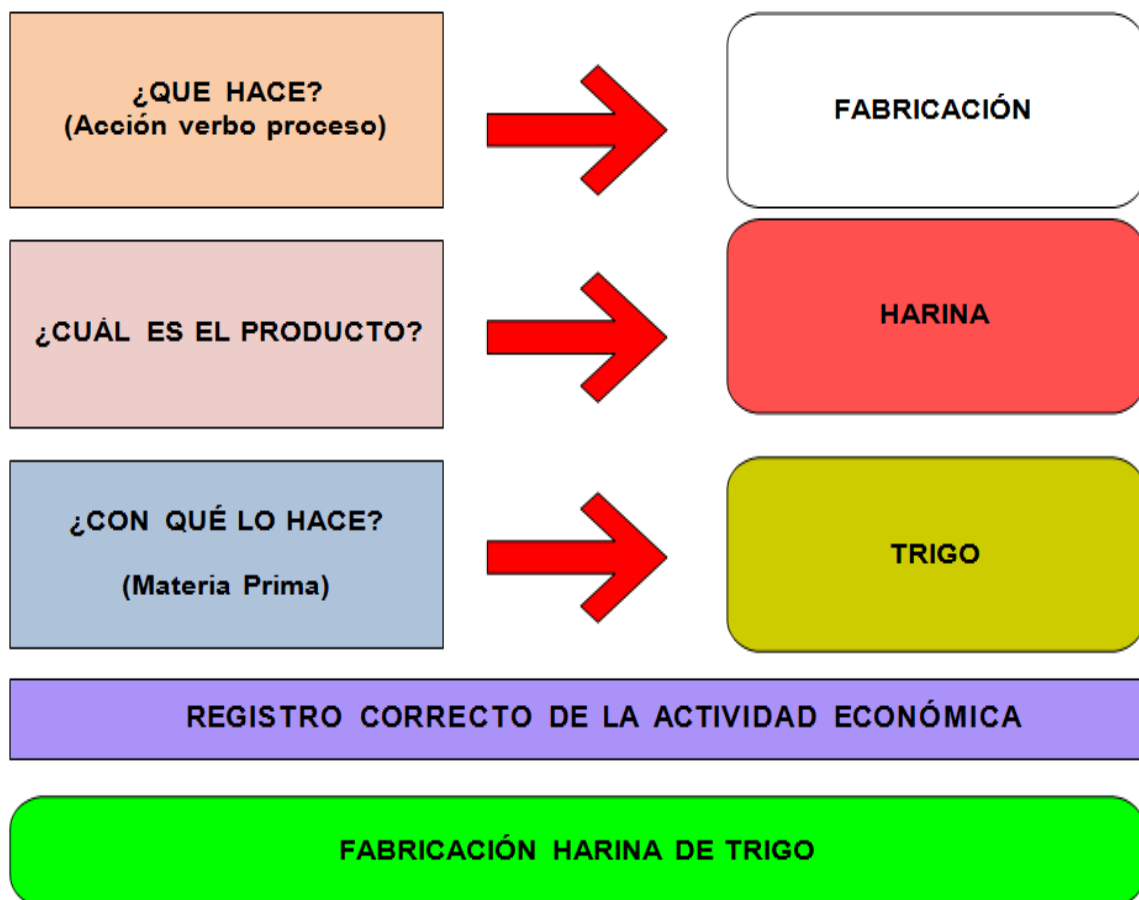 ¿QUE HACE?
(Acción verbo proceso)
FABRICACIÓN
¿CUÁL ES EL PRODUCTO?
HARINA
¿CON QUÉ LO HACE?
(Materia Prima)
TRIGO
REGISTRO CORRECTO DE LA ACTIVIDAD ECONÓMICA
FABRICACIÓN HARINA DE TRIGO